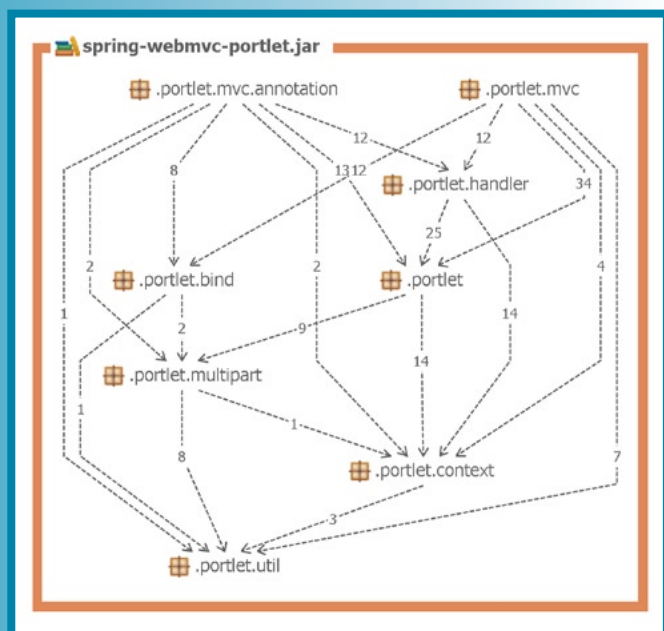 spring-webmvc-portlet.jar
.portlet.mvc.annotation
.portlet.mvc
12
12
8
1312
.portlet.handler
34
25
2
.portlet.bind
2
.portlet
4
1
2
9
14
14
.portlet.multipart
1
1
8
.portlet.context
7
3
.portlet.util